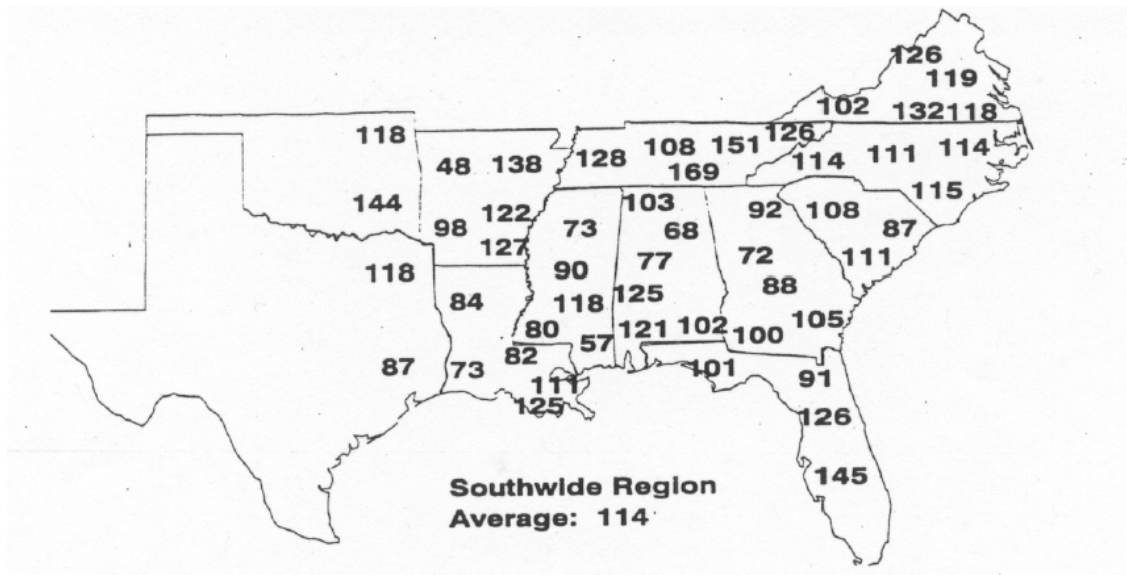 126
119
102 132 118
118 126
48 138 128 108 151 114 111 114
169
144 98 122 103 92 108 115
127 73 68 87
118 90 77 72 111
84 118 125 88
80 57 121 102 100 105
87 73 82 101 91
111
125 126
145
Southwide Region
Average: 114